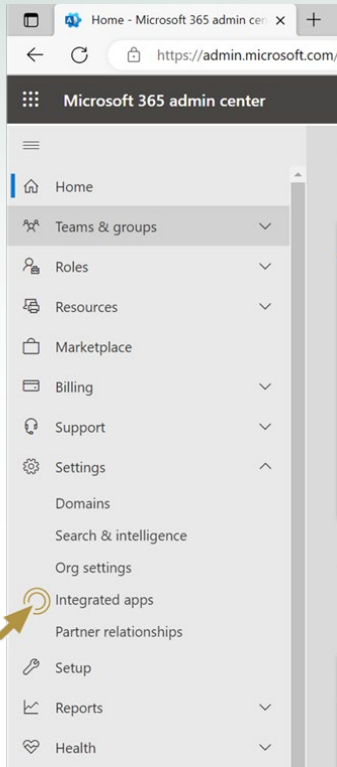 Home - Microsoft 365 admin cen
https://admin.microsoft.com/
Microsoft 365 admin center
Home
Teams & groups
Roles
Resources
Marketplace
Billing
Support
Settings
Domains
Search & intelligence
Org settings
Integrated apps
Partner relationships
Setup
Reports
Health